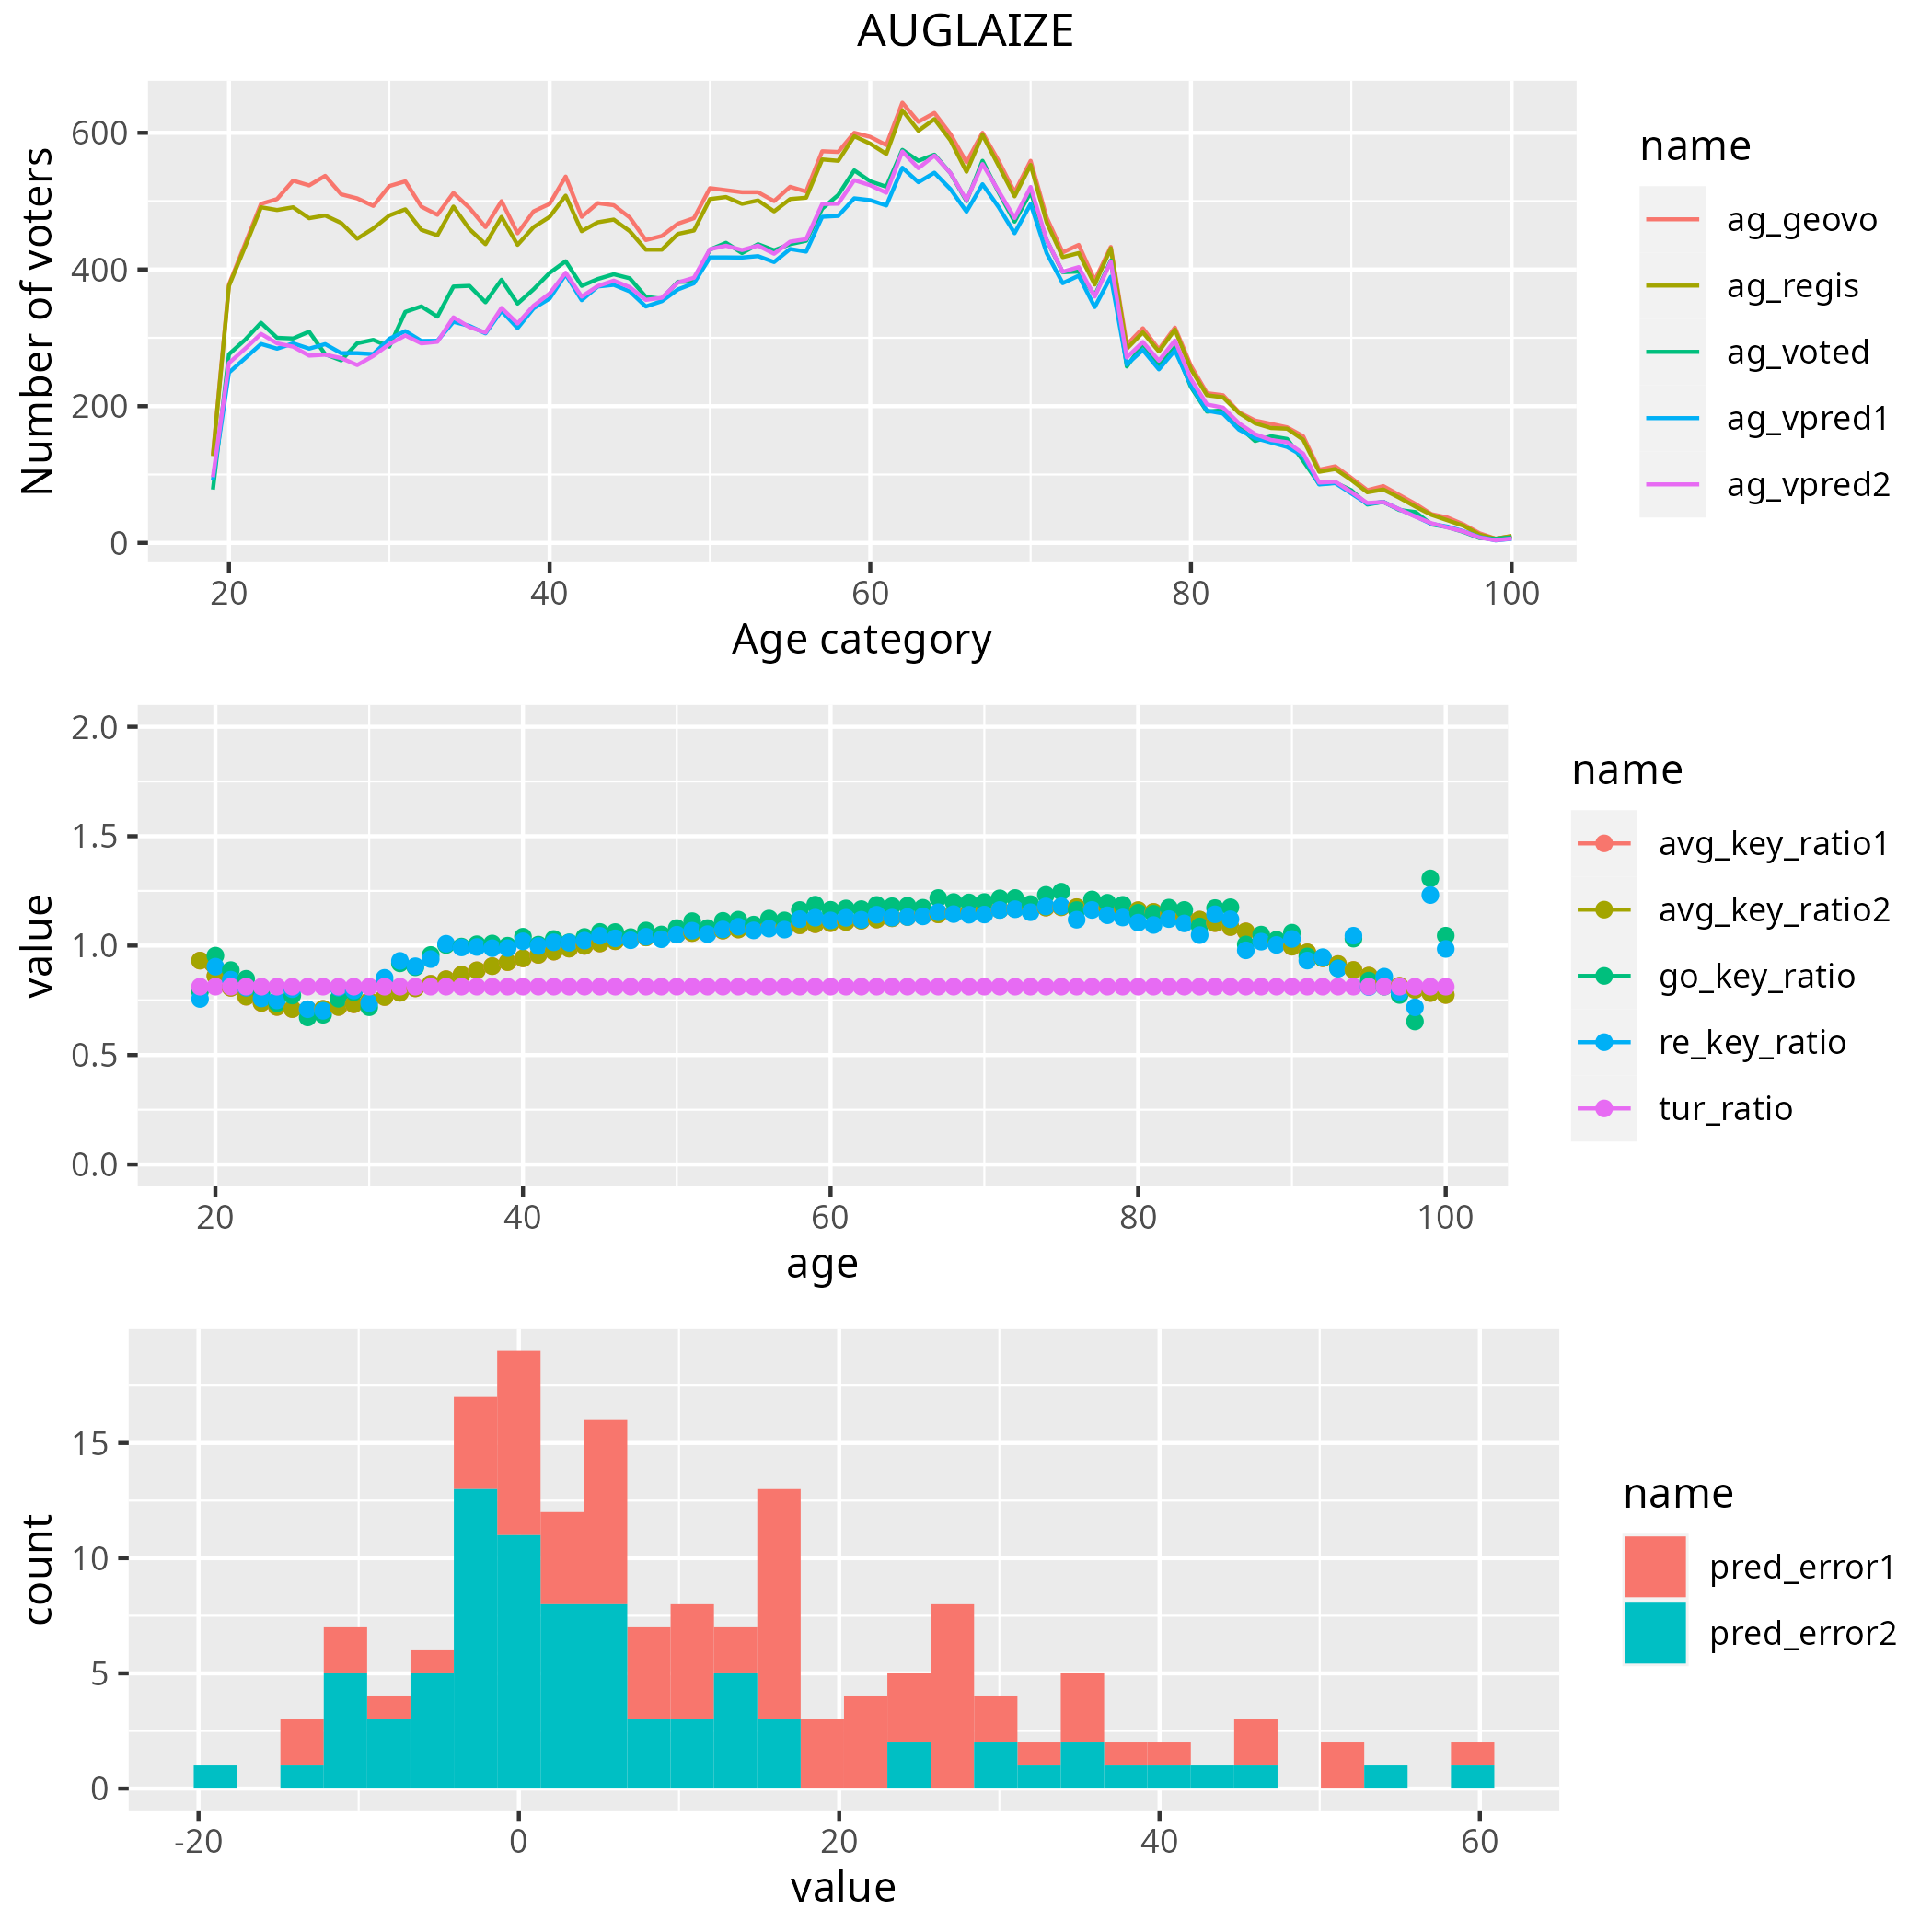 AUGLAIZE
Number of voters
600
400
200
0
20 40 60 80 100
Age category
name
ag_geovo
ag_regis
ag_voted
ag_vpred1
ag_vpred2
value
2.0
1.5
1.0
0.5
0.0
20 40 60 80 100
age
name
avg_key_ratio1
avg_key_ratio2
go_key_ratio
re_key_ratio
tur_ratio
count
15
10
5
0
-20 0 20 40 60
value
name
pred_error1
pred_error2